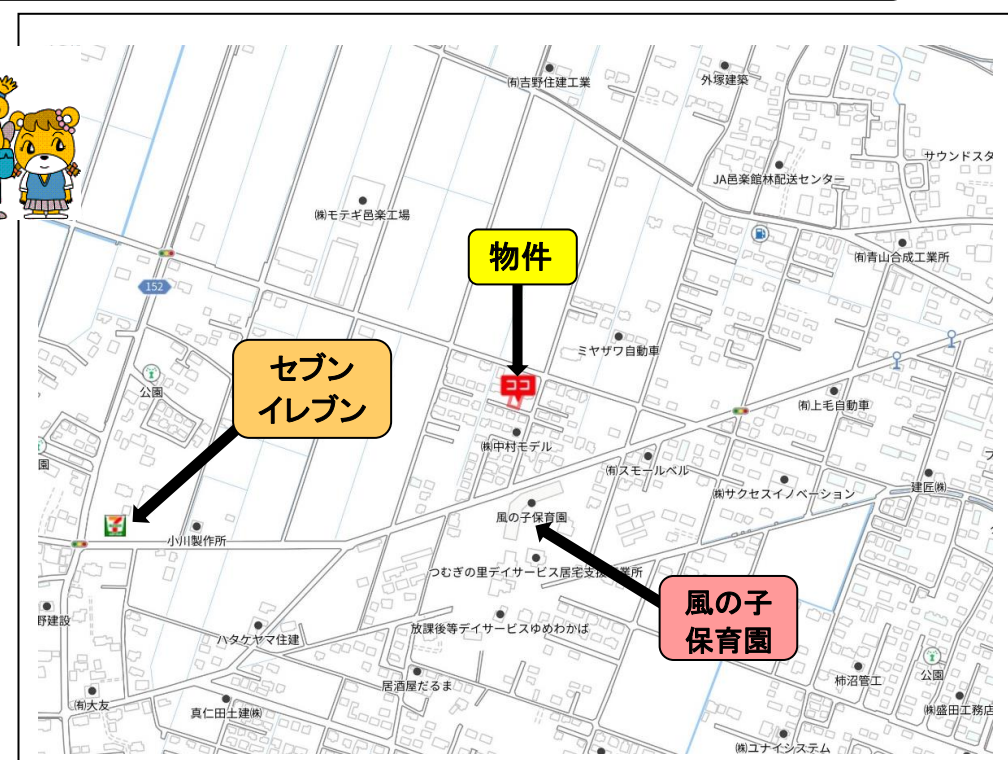 ㈲吉野住建工業
外塚建築
サウンドスタ
JA邑楽館林配送センター
㈱モテギ邑楽工場
物件
㈲青山合成工業所
152
ミヤザワ自動車
セブン
イレブン
ココ
公園
㈲上毛自動車
㈱中村モデル
園
㈲スモールベル
㈱サクセスイノベーション
建匠㈱
風の子保育園
小川製作所
つむぎの里デイサービス居宅支援事業所
風の子
保育園
野建設
ハタケヤマ住建
放課後等デイサービスゆめわかば
居酒屋だるま
柿沼管工
公園
㈲大友
真仁田土建㈱
㈱盛田工務店
㈱ユナイシステム